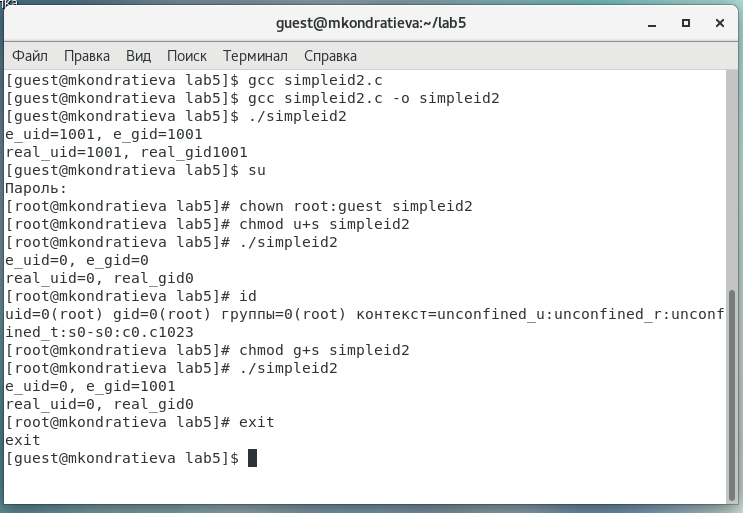 guest@mkondratieva:~/lab5
Файл Правка Вид Поиск Терминал Справка
[guest@mkondratieva lab5]$ gcc simpleid2.c
[guest@mkondratieva lab5]$ gcc simpleid2.c -o simpleid2
[guest@mkondratieva lab5]$ ./simpleid2
e_uid=1001, e_gid=1001
real_uid=1001, real_gid1001
[guest@mkondratieva lab5]$ su
Пароль:
[root@mkondratieva lab5]# chown root:guest simpleid2
[root@mkondratieva lab5]# chmod u+s simpleid2
[root@mkondratieva lab5]# ./simpleid2
e_uid=0, e_gid=0
real_uid=0, real_gid0
[root@mkondratieva lab5]# id
uid=0(root) gid=0(root) группы=0(root) контекст=unconfined_u:unconfined_r:unconf
ined_t:s0-s0:c0.c1023
[root@mkondratieva lab5]# chmod g+s simpleid2
[root@mkondratieva lab5]# ./simpleid2
e_uid=0, e_gid=1001
real_uid=0, real_gid0
[root@mkondratieva lab5]# exit
exit
[guest@mkondratieva lab5]$